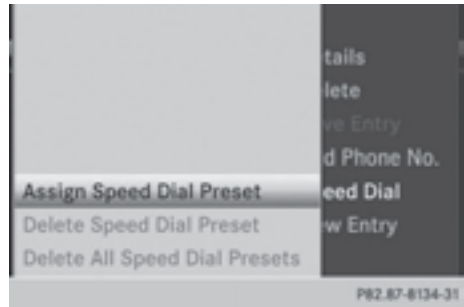 tails
lete
ve Entry
d Phone No.
Assign Speed Dial Preset
eed Dial
Delete Speed Dial Preset
w Entry
Delete All Speed Dial Presets
P82.87-8134-31